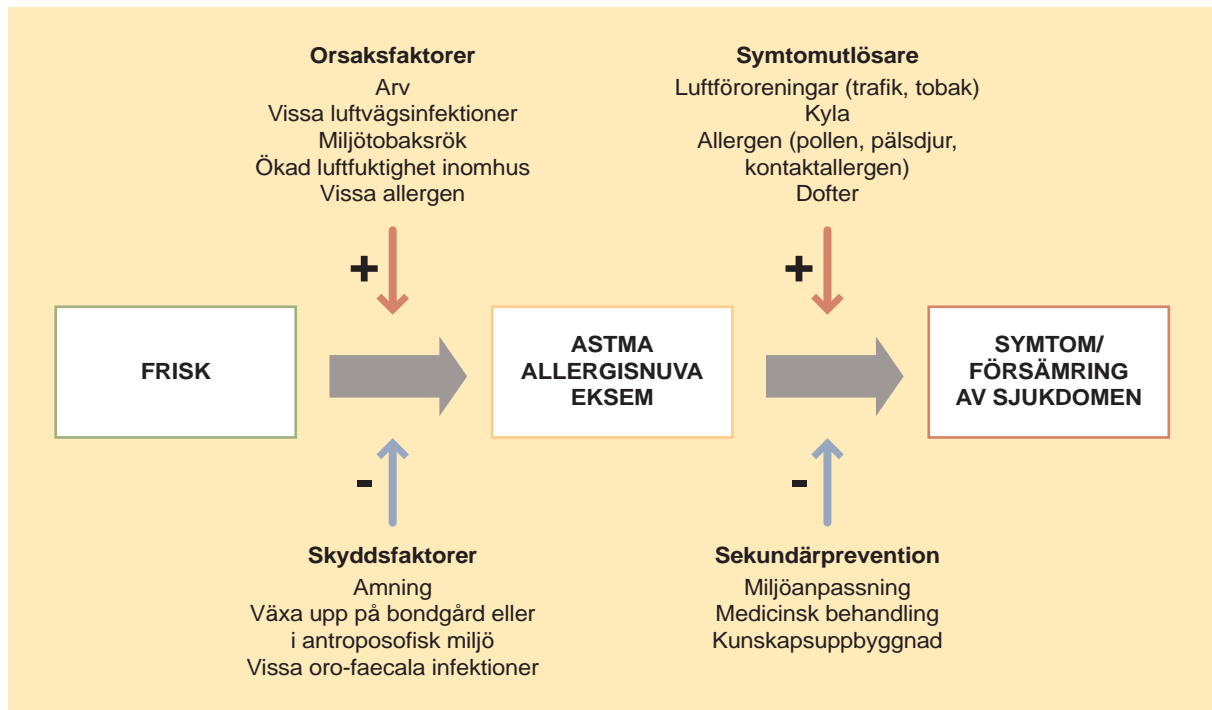 Orsaksfaktorer
Arv
Vissa luftvägsinfektioner
Miljötobaksrök
Ökad luftfuktighet inomhus
Vissa allergen
Symtomutlösare
Luftföroreningar (trafik, tobak)
Kyla
Allergen (pollen, pälsdjur,
kontaktallergen)
Dofter
+
+
FRISK
ASTMA
ALLERGISNUVA
EKSEM
SYMTOM/
FÖRSÄMRING
AV SJUKDOMEN
-
-
Skyddsfaktorer
Amning
Växa upp på bondgård eller
i antroposofisk miljö
Vissa oro-faecala infektioner
Sekundärprevention
Miljöanpassning
Medicinsk behandling
Kunskapsuppbyggnad